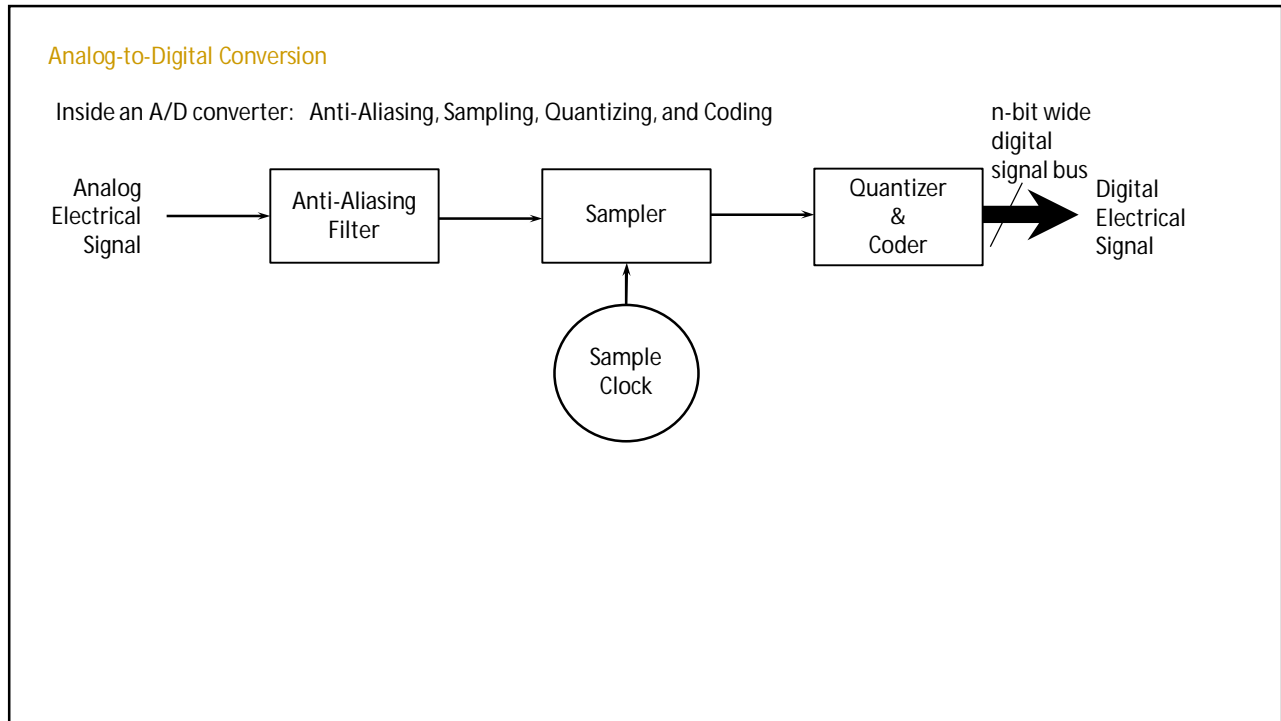 Analog-to-Digital Conversion
Inside an A/D converter: Anti-Aliasing, Sampling, Quantizing, and Coding
n-bit wide
digital
signal bus
Analog
Electrical
Signal
Anti-Aliasing
Filter
Sampler
Quantizer
&
Coder
Digital
Electrical
Signal
Sample
Clock